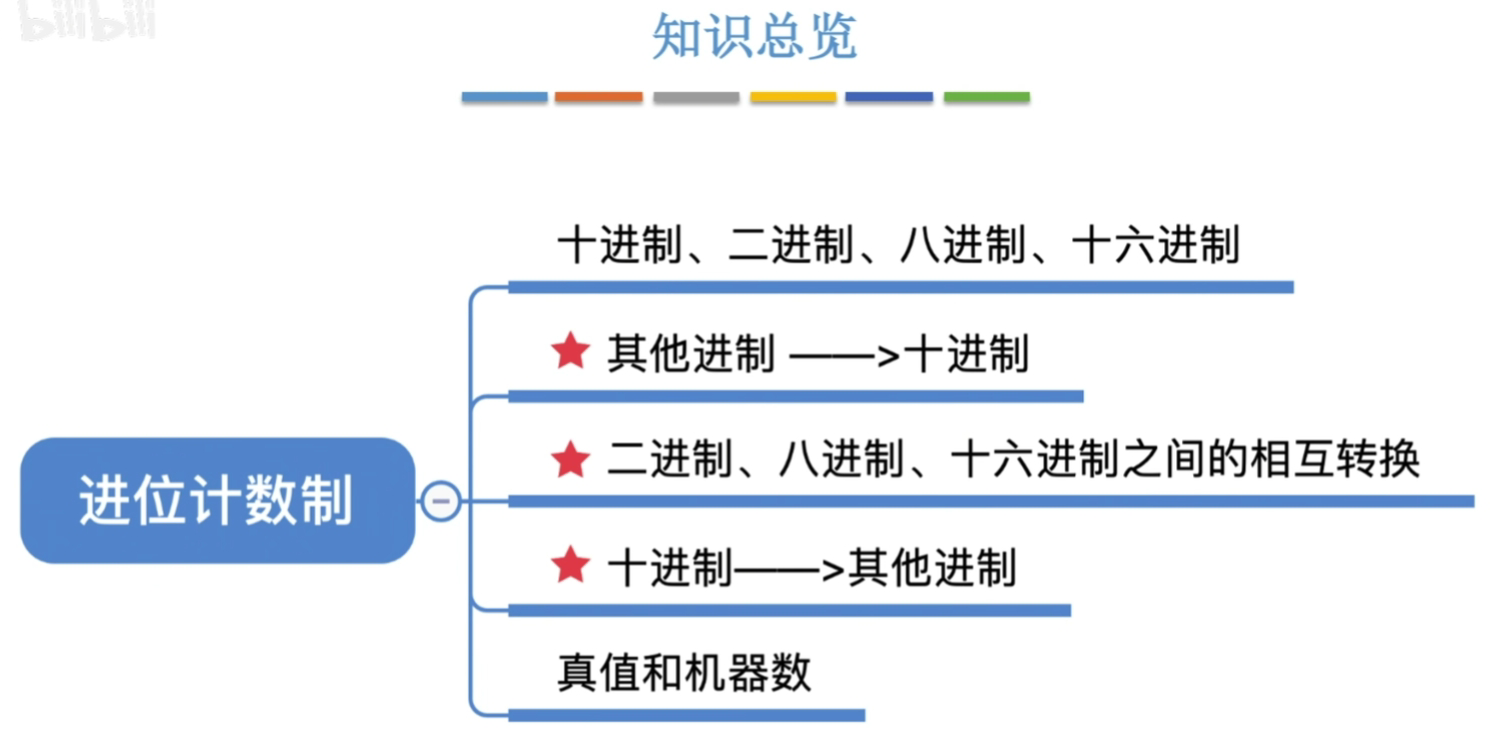 bilibili
知识总览
十进制、二进制、八进制、十六进制
其他进制 ——>十进制
二进制、八进制、十六进制之间的相互转换
进位计数制
十进制——>其他进制
真值和机器数